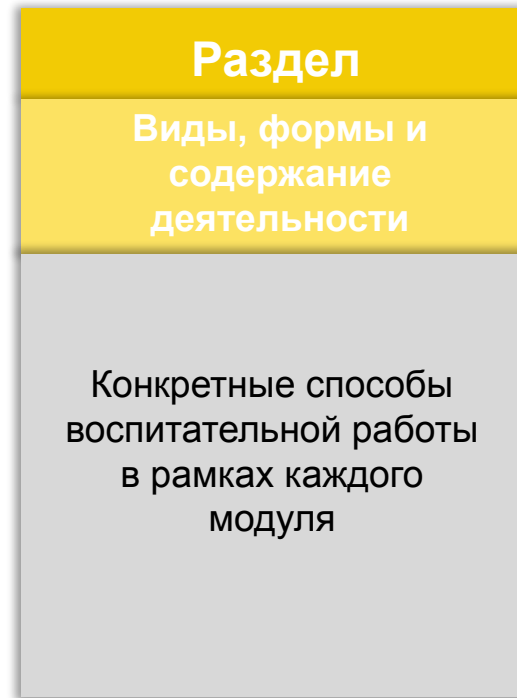 Раздел
Виды, формы и
содержание
деятельности
Конкретные способы
воспитательной работы
в рамках каждого
модуля